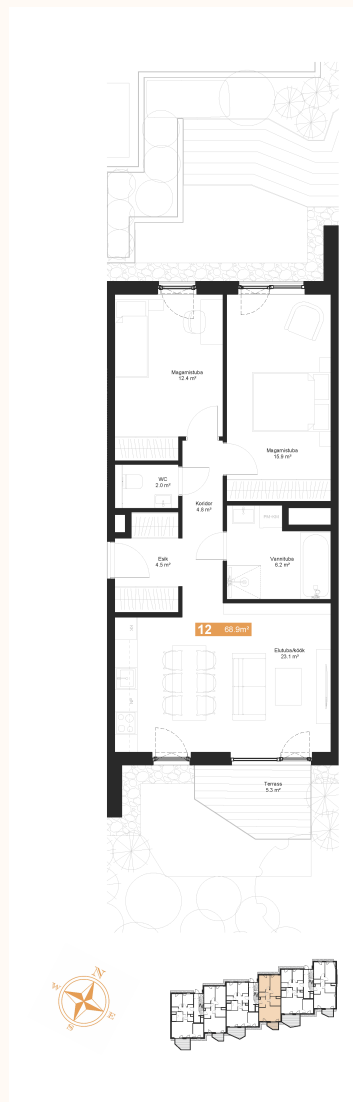 Magamistuba
12.4 m²
Magamistuba
15.9 m²
WC
2.0 m²
Koridor
4.8 m²
Esik
4.5 m²
Vannituba
6.2 m²
12 68.9m²
Elutuba/köök
23.1 m²
Terrass
5.3 m²
N